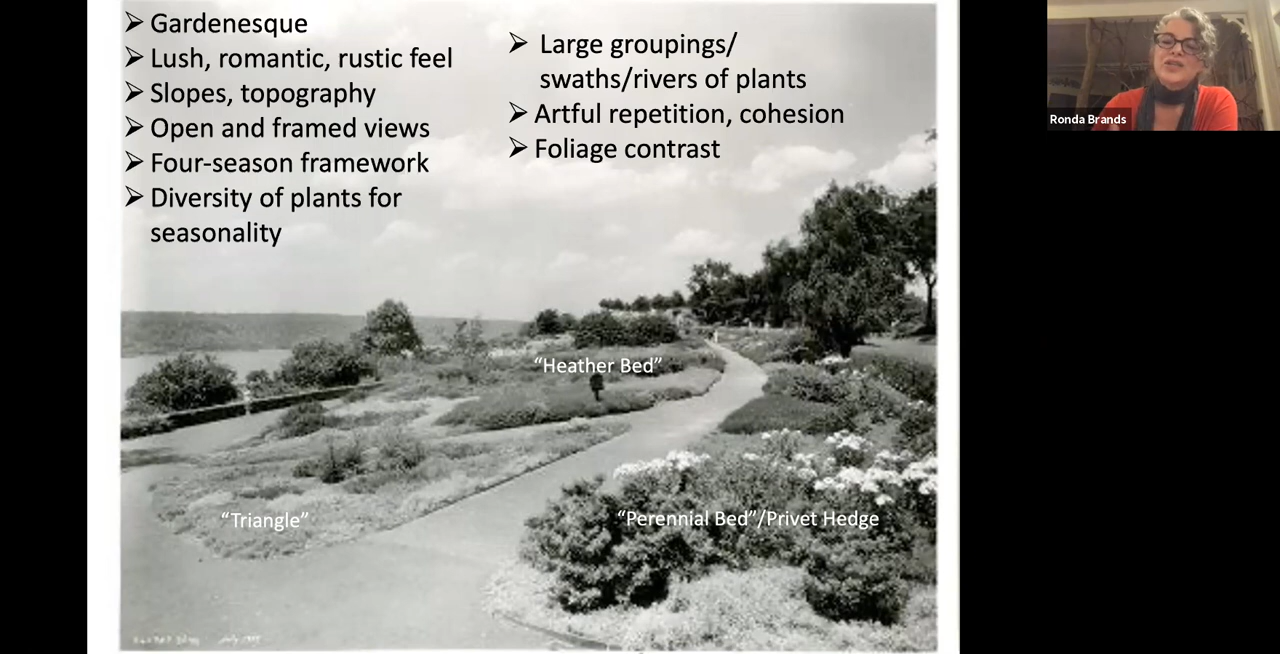 Gardenesque
Lush, romantic, rustic feel
Slopes, topography
Open and framed views
Four-season framework
Diversity of plants for
seasonality
Large groupings/
swaths/rivers of plants
Artful repetition, cohesion
Foliage contrast
Ronda Brands
“Heather Bed”
“Triangle”
“Perennial Bed”/Privet Hedge